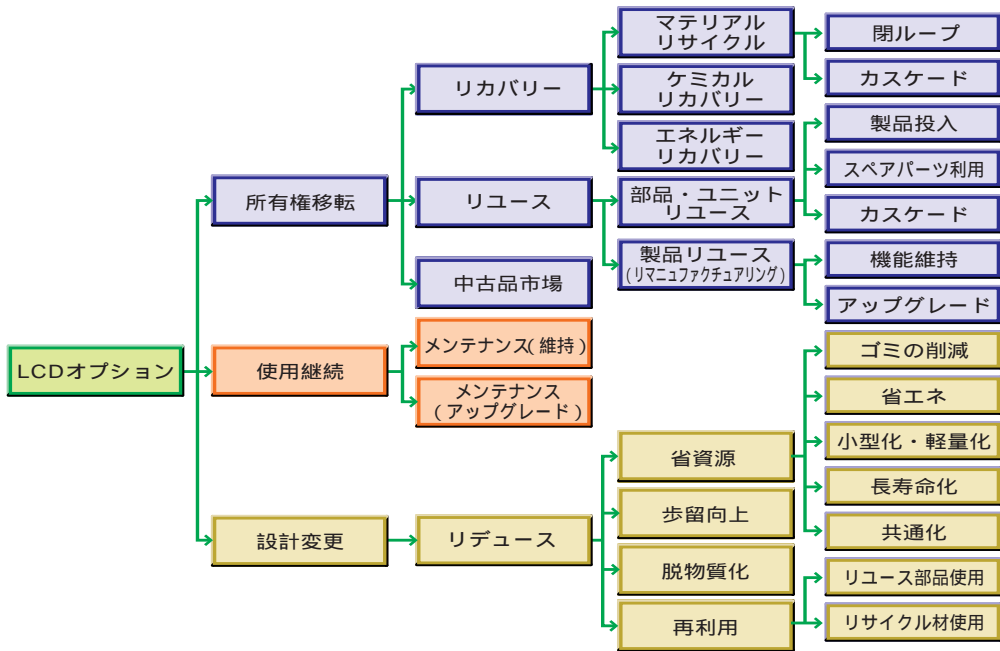 LCDオプション
所有権移転
リカバリー
マテリアル
リサイクル
閉ループ
カスケード
ケミカル
リカバリー
エネルギー
リカバリー
リユース
部品・ユニット
リユース
製品投入
スペアパーツ利用
カスケード
製品リユース
(リマニュファクチュアリング)
機能維持
アップグレード
中古品市場
使用継続
メンテナンス(維持)
メンテナンス
(アップグレード)
設計変更
リデュース
省資源
ゴミの削減
省エネ
小型化・軽量化
長寿命化
共通化
歩留向上
脱物質化
再利用
リユース部品使用
リサイクル材使用